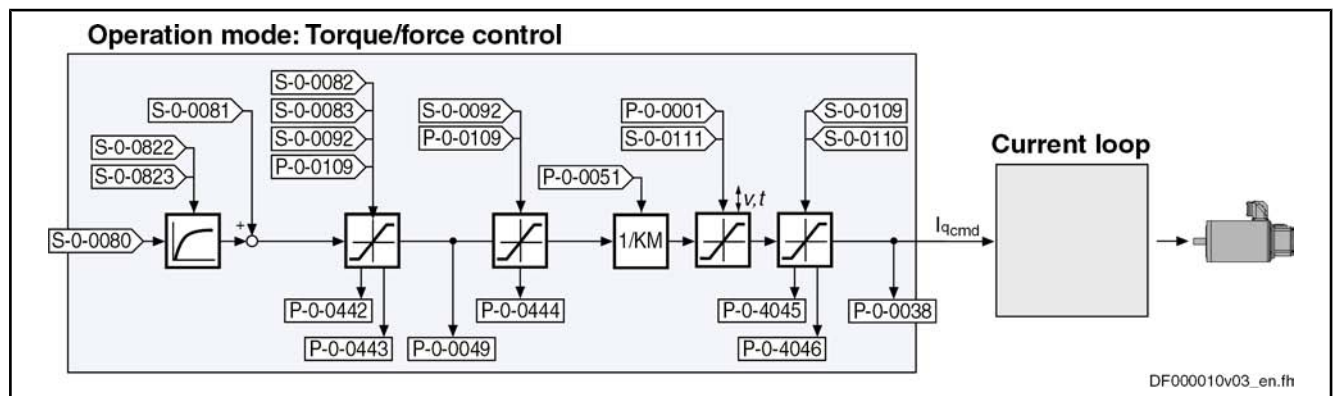 Operation mode: Torque/force control
S-0-0082
S-0-0081
S-0-0083
S-0-0092
P-0-0001
S-0-0109
S-0-0092
P-0-0109
S-0-0111
S-0-0110
Current loop
S-0-0822
P-0-0109
S-0-0823
P-0-0051
v,t
S-0-0080
+
1/KM
Iqcmd
P-0-0442
P-0-0444
P-0-4045
P-0-0038
P-0-0443
P-0-0049
P-0-4046
DF000010v03_en.fh